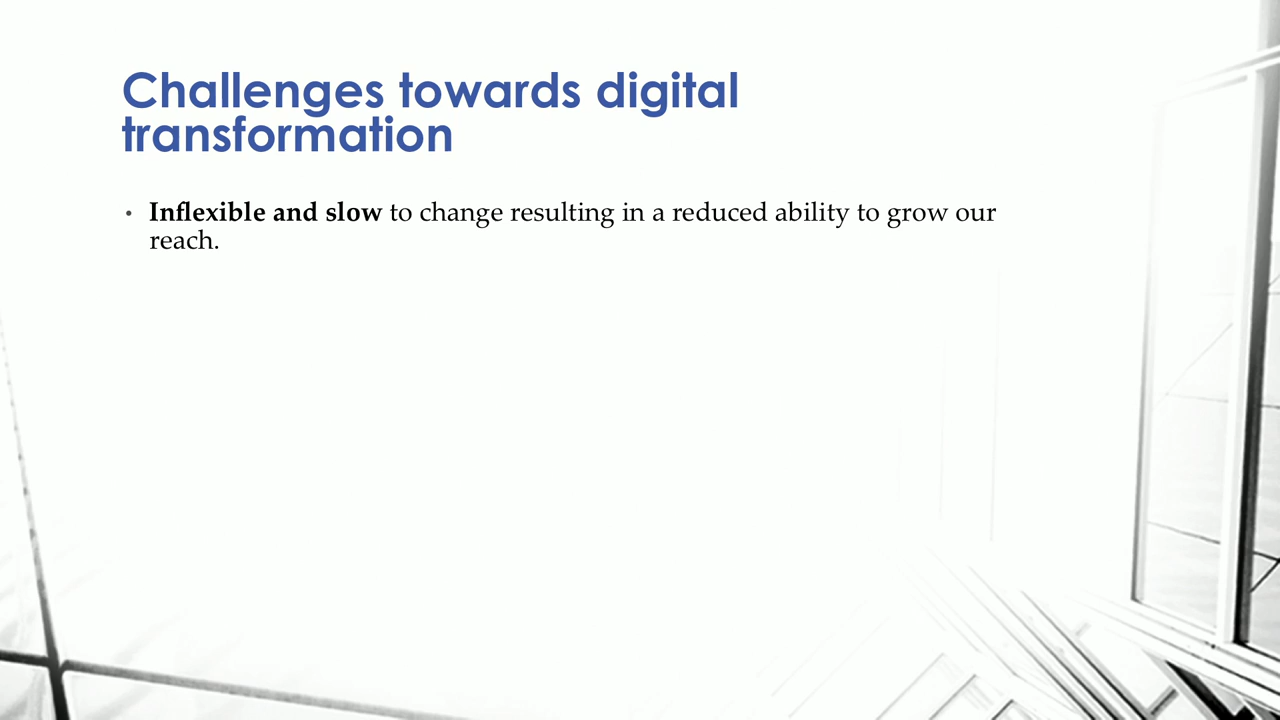 Challenges towards digital
transformation
• Inflexible and slow to change resulting in a reduced ability to grow our
reach.